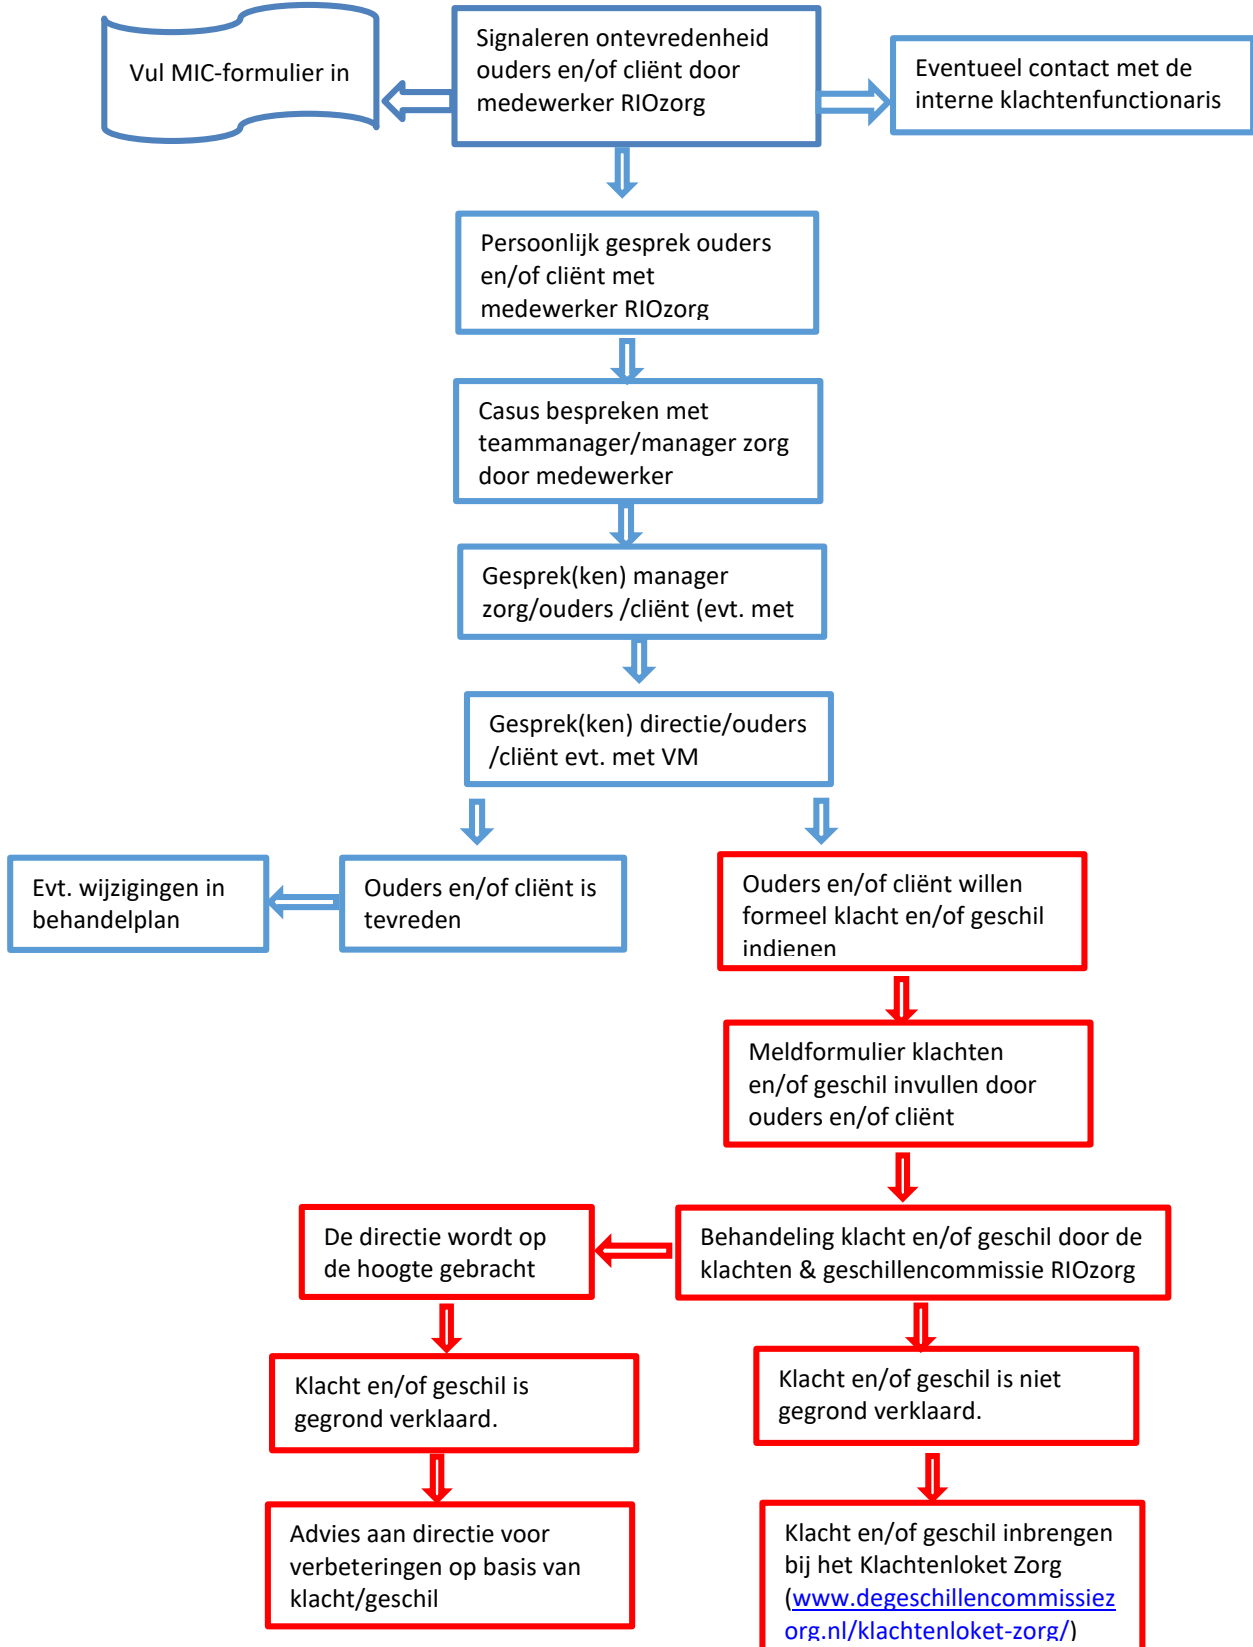 Vul MIC-formulier in
Signaleren ontevredenheid
ouders en/of cliënt door
medewerker RIOzorg
Eventueel contact met de
interne klachtenfunctionaris
Persoonlijk gesprek ouders
en/of cliënt met
medewerker RIOzorg
Casus bespreken met
teammanager/manager zorg
door medewerker
Gesprek(ken) manager
zorg/ouders /cliënt (evt. met
Gesprek(ken) directie/ouders
/cliënt evt. met VM
Evt. wijzigingen in
behandelplan
Ouders en/of cliënt is
tevreden
Ouders en/of cliënt willen
formeel klacht en/of geschil
indienen
Meldformulier klachten
en/of geschil invullen door
ouders en/of cliënt
De directie wordt op
de hoogte gebracht
Behandeling klacht en/of geschil door de
klachten & geschillencommissie RIOzorg
Klacht en/of geschil is
gegrond verklaard.
Klacht en/of geschil is niet
gegrond verklaard.
Advies aan directie voor
verbeteringen op basis van
klacht/geschil
Klacht en/of geschil inbrengen
bij het Klachtenloket Zorg
(www.degeschillencommissiez
org.nl/klachtenloket-zorg/)